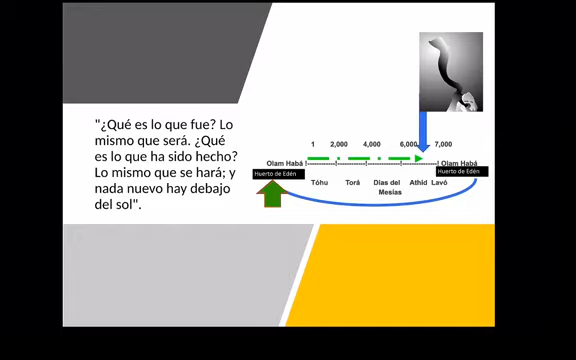 "¿Qué es lo que fue? Lo
mismo que será. ¿Qué
es lo que ha sido hecho?
Lo mismo que se hará; y
nada nuevo hay debajo
del sol".
1 2,000 4,000 6,000 7,000
Olam Habá Olam Habá
Huerto de Edén Huerto de Edén
Tóhu Torá Días del Athid Lavó
Mesías